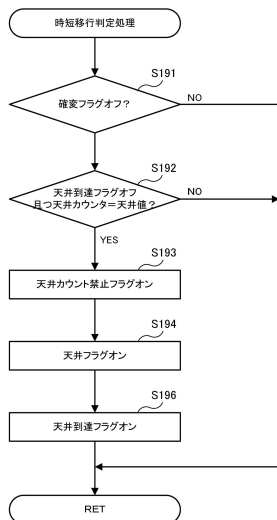 時短移行判定処理
S191
確変フラグオフ？
NO
S192
天井到達フラグオフ
且つ天井カウンタ＝天井値？
NO
YES
S193
天井カウント禁止フラグオン
S194
天井フラグオン
S196
天井到達フラグオン
RET